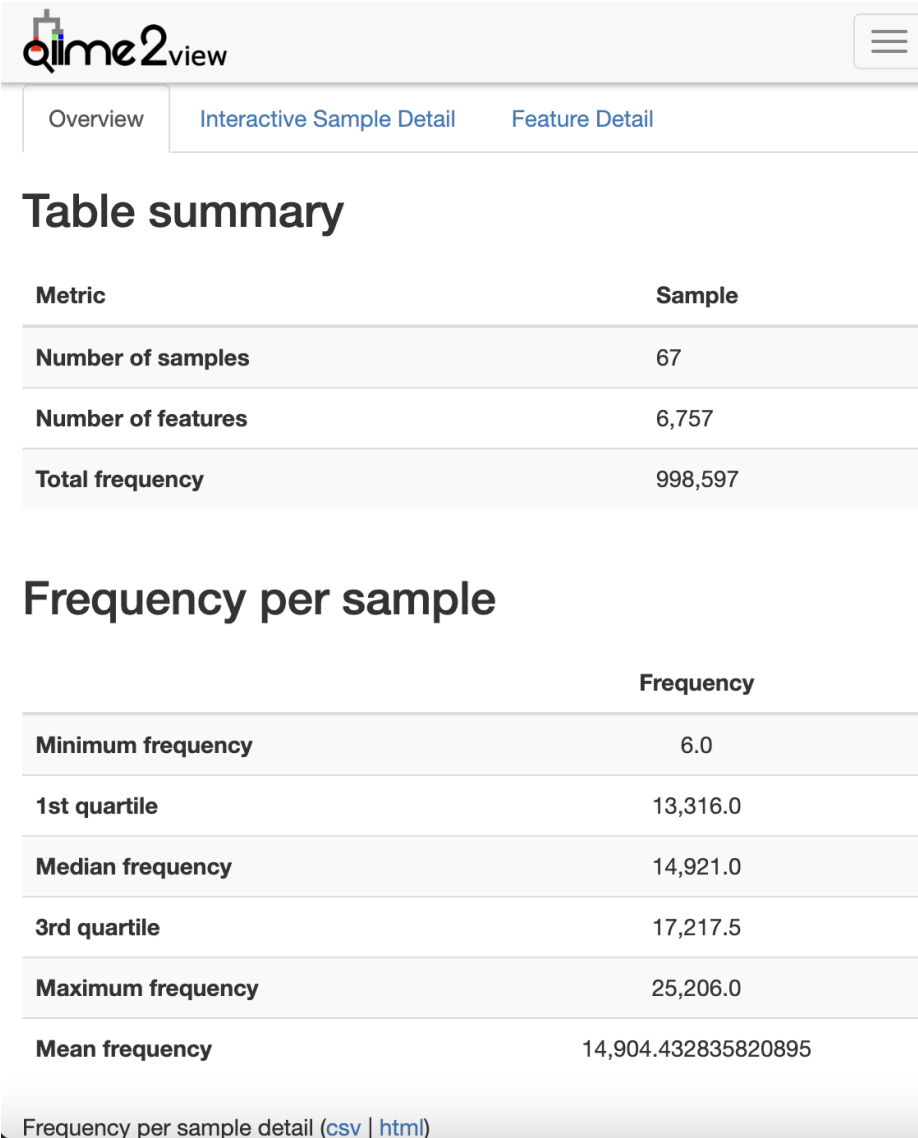 qiime2view
Overview Interactive Sample Detail Feature Detail
Table summary
Metric Sample
Number of samples 67
Number of features 6,757
Total frequency 998,597
Frequency per sample
Frequency
Minimum frequency 6.0
1st quartile 13,316.0
Median frequency 14,921.0
3rd quartile 17,217.5
Maximum frequency 25,206.0
Mean frequency 14,904.432835820895
Frequency per sample detail (csv | html)